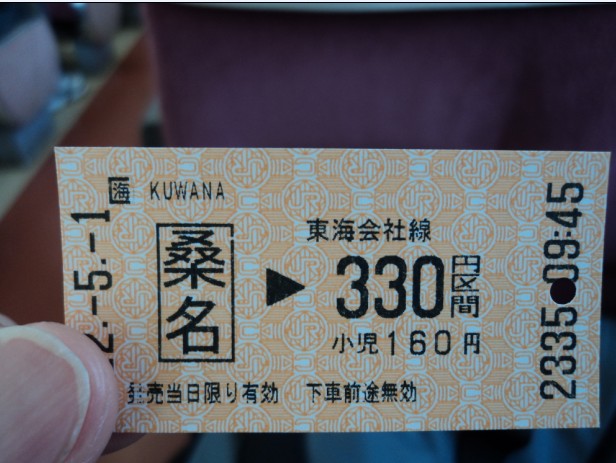 海 KUWANA
桑名
▶
東海会社線
330円区間
小児160円
発売当日限り有効 下車前途無効
2.-5.-1
2335 09:45